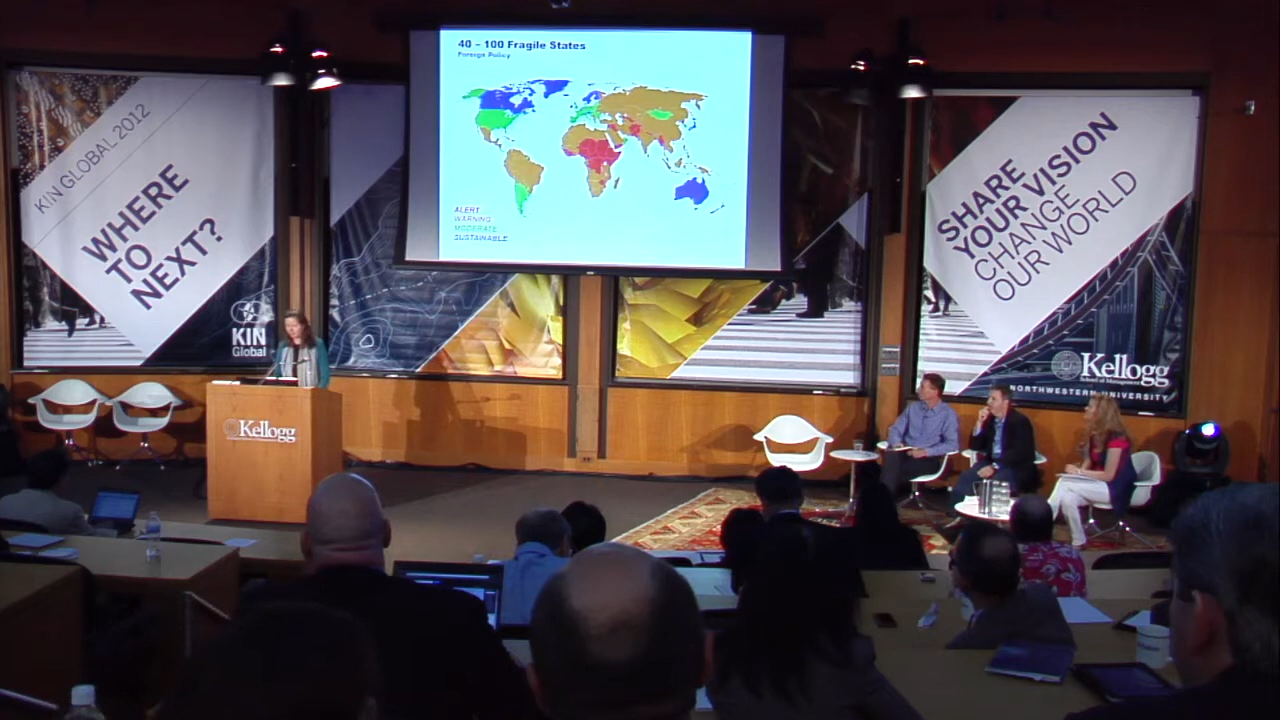 40 – 100 Fragile States
Foreign Policy
ALERT
WARNING
MODERATE
SUSTAINABLE
KIN GLOBAL 2012
WHERE
TO
NEXT?
KIN
Global
SHARE
YOUR VISION
CHANGE
OUR WORLD
Kellogg
School of Management
NORTHWESTERN UNIVERSITY
Kellogg